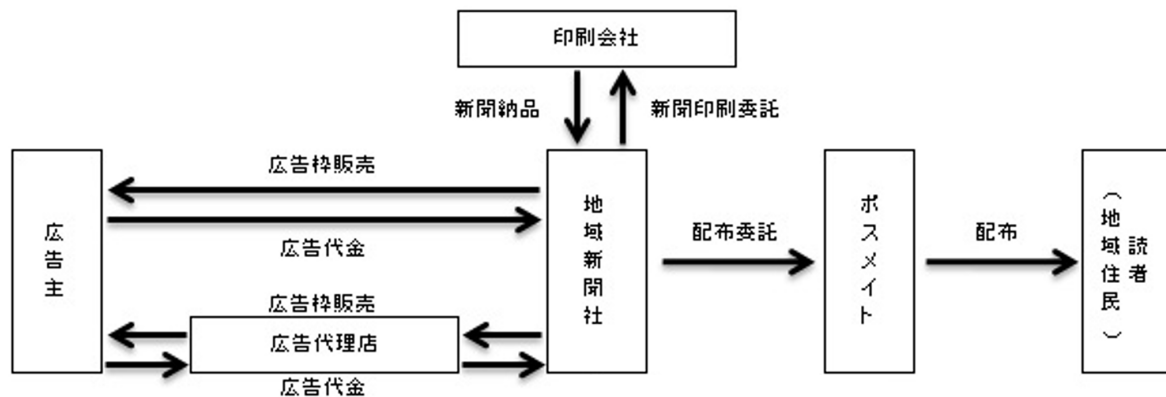 印刷会社
新聞納品
新聞印刷委託
広告枠販売
広告代金
広告主
地域新聞社
配布委託
ポスメイト
配布
読者
（地域住民）
広告枠販売
広告代理店
広告代金